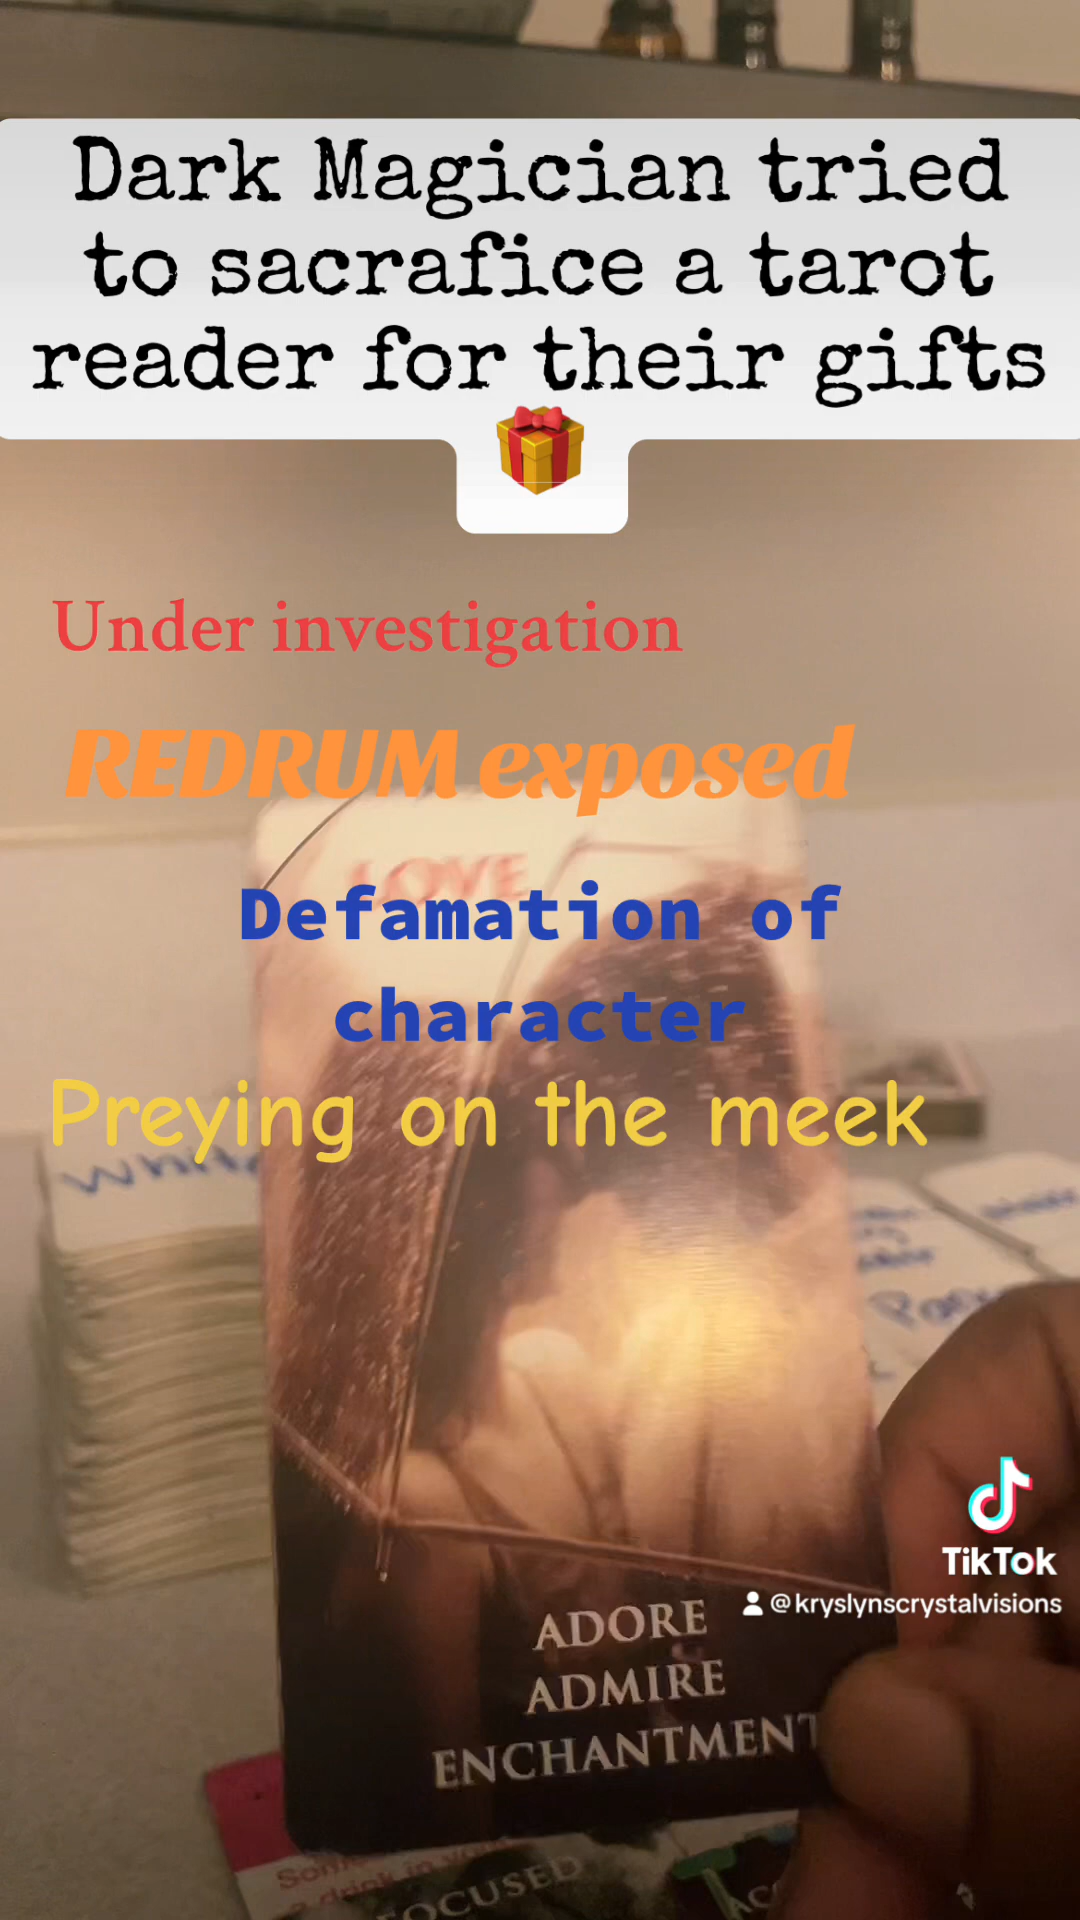 Dark Magician tried
to sacrafice a tarot
reader for their gifts
🎁
Under investigation
REDRUM exposed
LOVE
Defamation of
character
Preying on the meek
ADORE
ADMIRE
ENCHANTMENT
TikTok
@kryslynscrystalvisions
FOCUSED